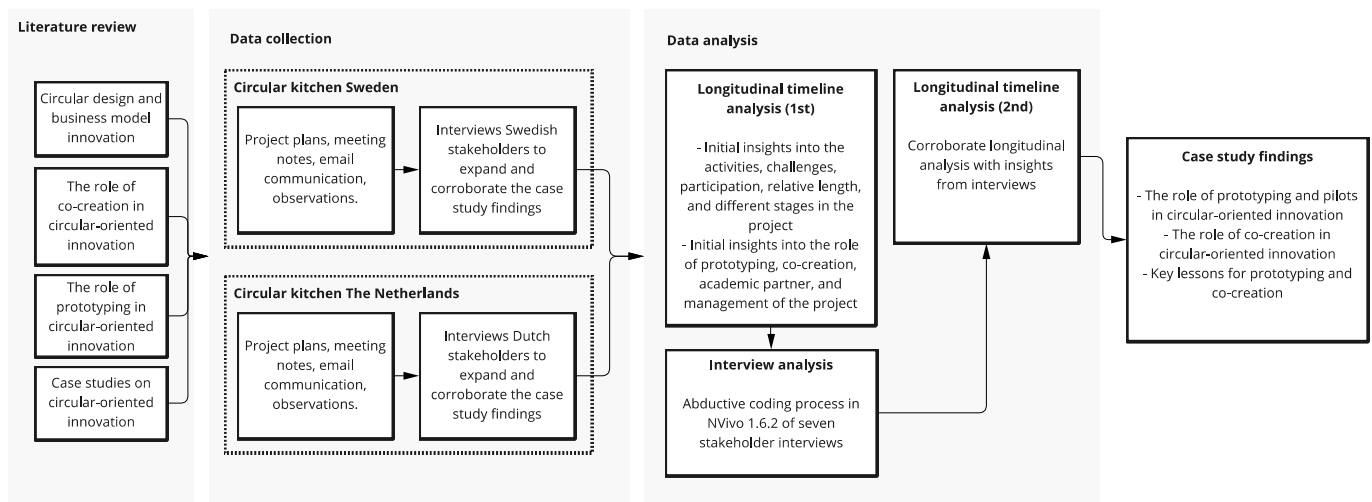 Literature review
Circular design and
business model
innovation
The role of
co-creation in
circular-oriented
innovation
The role of
prototyping in
circular-oriented
innovation
Case studies on
circular-oriented
innovation
Data collection
Circular kitchen Sweden
Project plans, meeting
notes, email
communication,
observations.
Interviews Swedish
stakeholders to
expand and
corroborate the case
study findings
Circular kitchen The Netherlands
Project plans, meeting
notes, email
communication,
observations.
Interviews Dutch
stakeholders to
expand and
corroborate the case
study findings
Data analysis
Longitudinal timeline
analysis (1st)
- Initial insights into the
activities, challenges,
participation, relative length,
and different stages in the
project
- Initial insights into the role
of prototyping, co-creation,
academic partner, and
management of the project
Interview analysis
Abductive coding process in
NVivo 1.6.2 of seven
stakeholder interviews
Longitudinal timeline
analysis (2nd)
Corroborate longitudinal
analysis with insights
from interviews
Case study findings
- The role of prototyping and pilots
in circular-oriented innovation
- The role of co-creation in
circular-oriented innovation
- Key lessons for prototyping and
co-creation